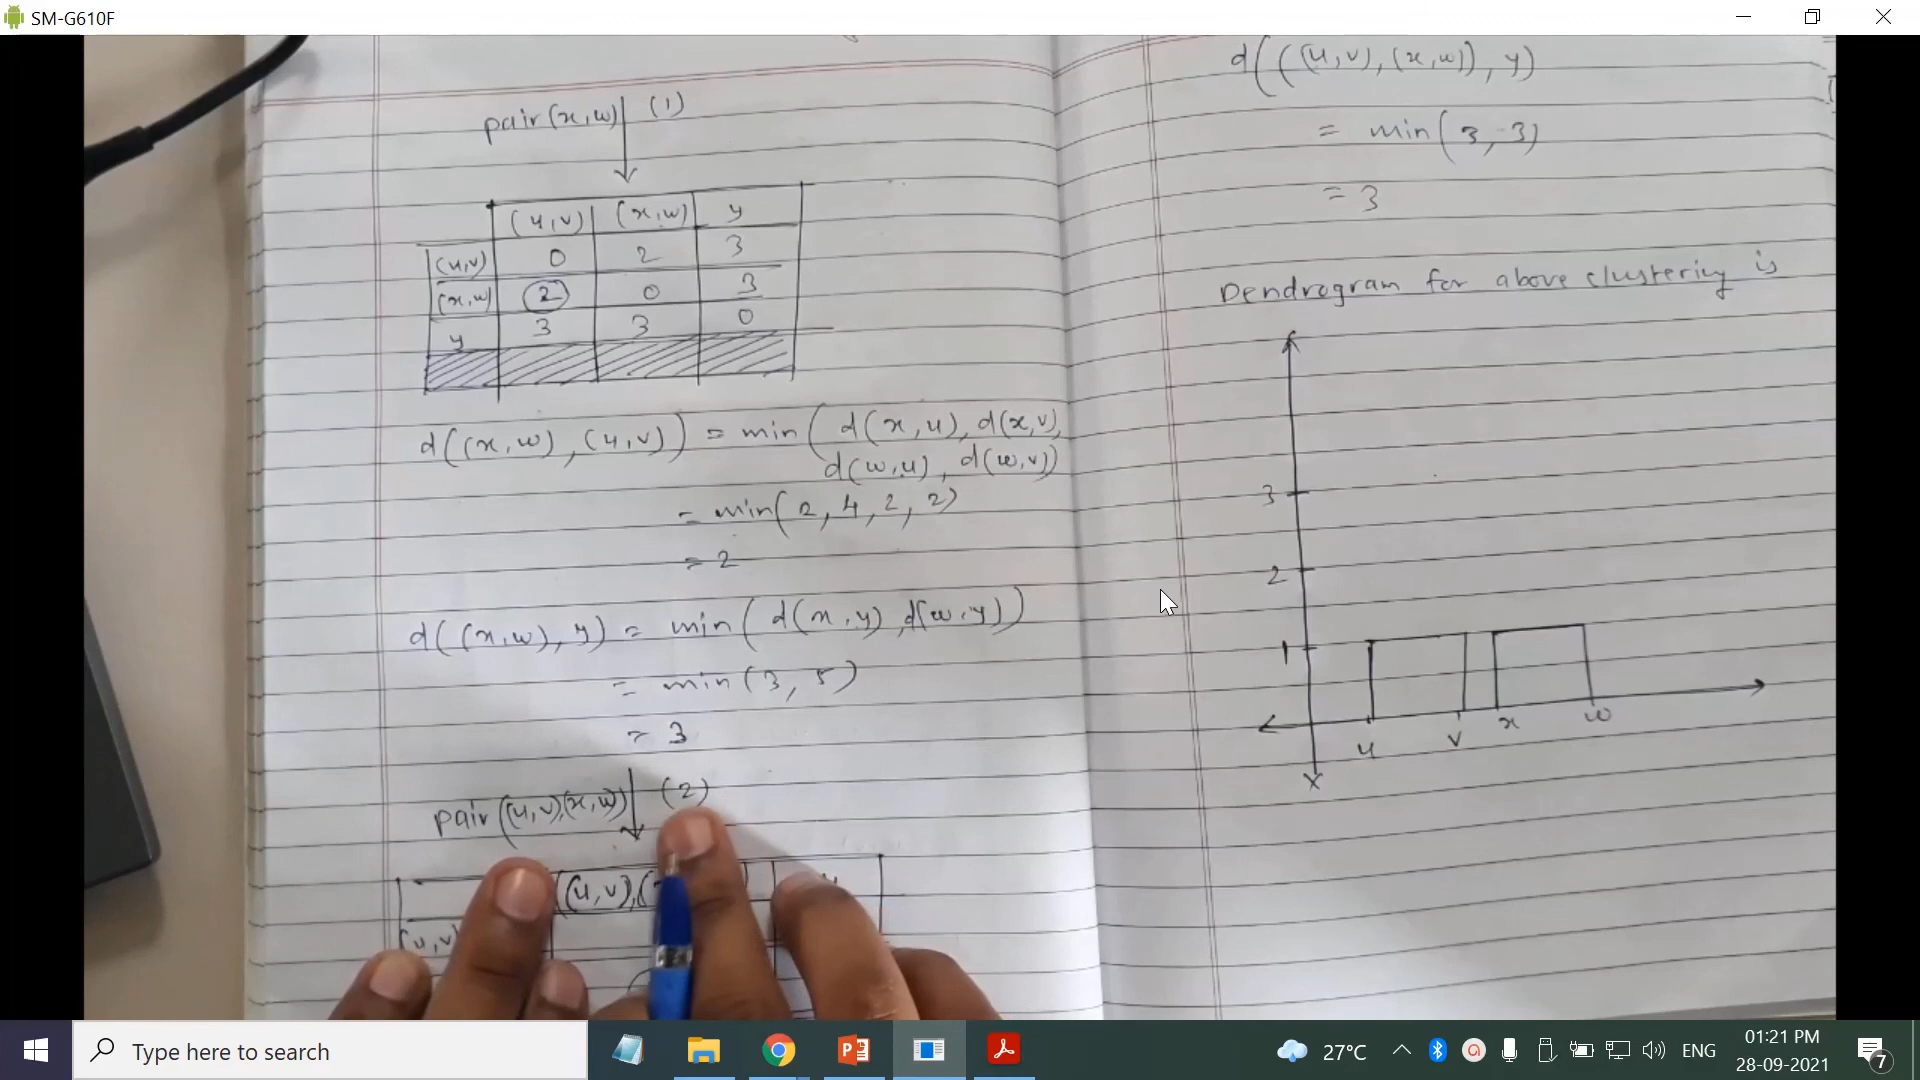 SM-G610F
pair(x,w) (1)
(u,v) (x,w) y
(u,v) 0 2 3
(x,w) 2 0 3
y 3 3 0
d((x,w),(u,v)) = min(d(x,u), d(x,v),
d(w,u), d(w,v))
= min(2, 4, 2, 2)
= 2
d((x,w), y) = min(d(x,y), d(w,y))
= min(3, 5)
= 3
pair((u,v),(x,w)) (2)
((u,v),(
(u,v)
d(((u,v),(x,w)), y)
= min(3, 3)
= 3
Dendrogram for above clustering is
3
2
1
u v x w
Type here to search
27°C
ENG
01:21 PM
28-09-2021
7